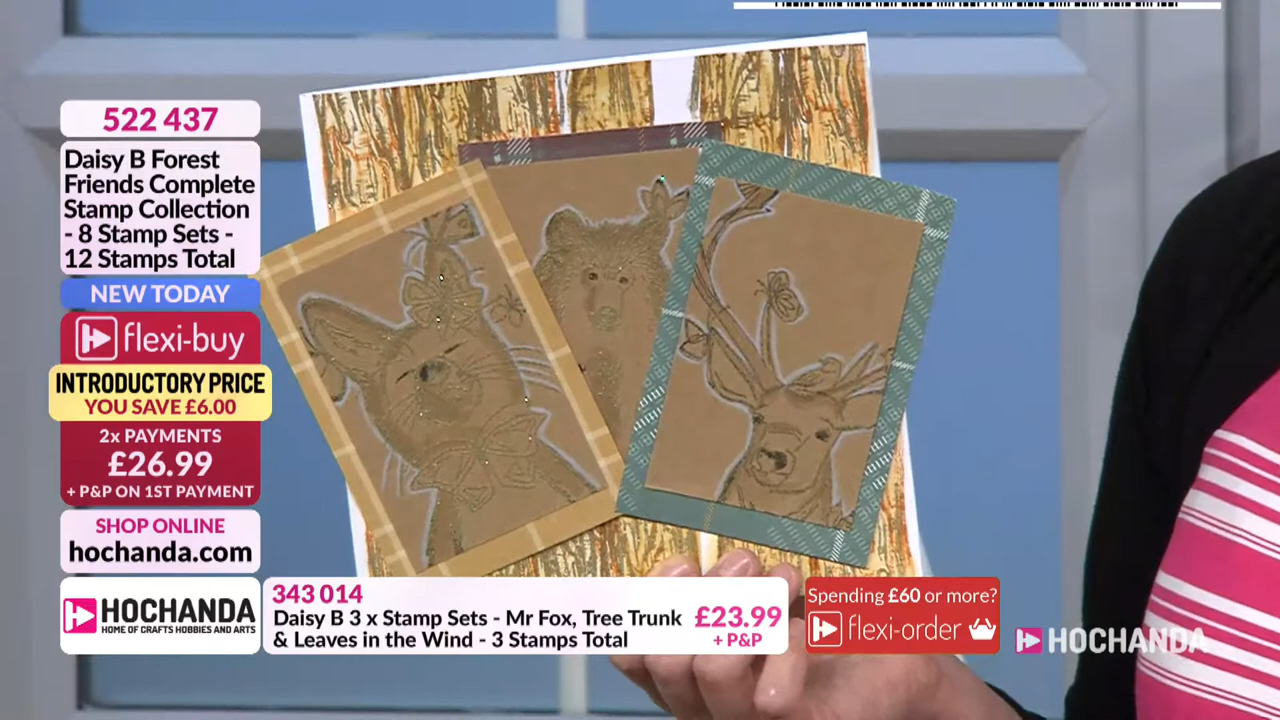 522 437
Daisy B Forest
Friends Complete
Stamp Collection
- 8 Stamp Sets -
12 Stamps Total
NEW TODAY
flexi-buy
INTRODUCTORY PRICE
YOU SAVE £6.00
2x PAYMENTS
£26.99
+ P&P ON 1ST PAYMENT
SHOP ONLINE
hochanda.com
HOCHANDA
HOME OF CRAFTS HOBBIES AND ARTS
343 014
Daisy B 3 x Stamp Sets - Mr Fox, Tree Trunk
& Leaves in the Wind - 3 Stamps Total
£23.99
+ P&P
Spending £60 or more?
flexi-order
HOCHANDA